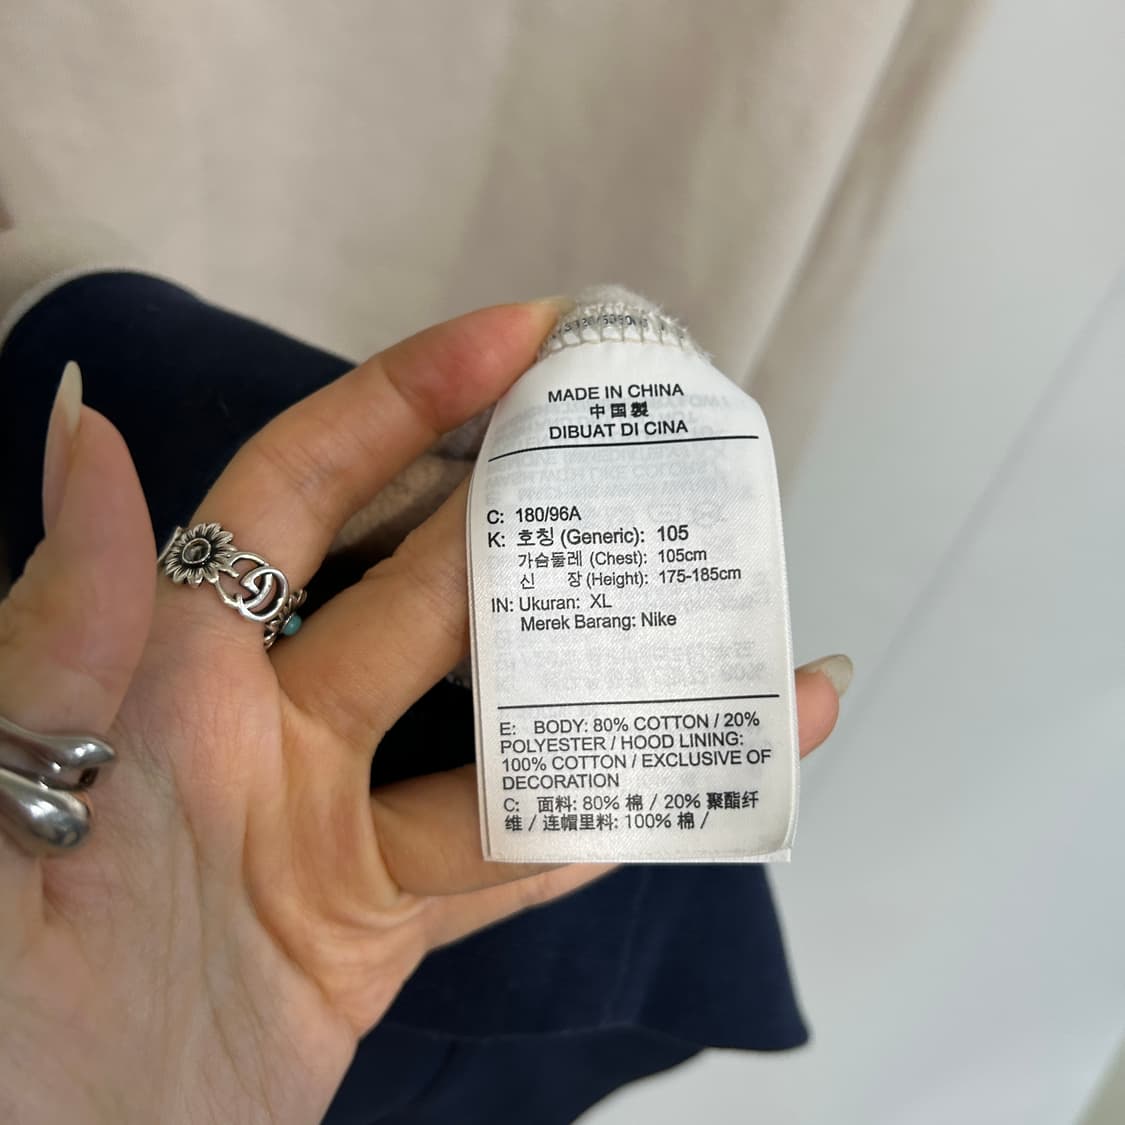 MADE IN CHINA
中国製
DIBUAT DI CINA
C: 180/96A
K: 호칭 (Generic): 105
가슴둘레 (Chest): 105cm
신 장 (Height): 175-185cm
IN: Ukuran: XL
Merek Barang: Nike
E: BODY: 80% COTTON / 20%
POLYESTER / HOOD LINING:
100% COTTON / EXCLUSIVE OF
DECORATION
C: 面料: 80% 棉 / 20% 聚酯纤
维 / 连帽里料: 100% 棉 /